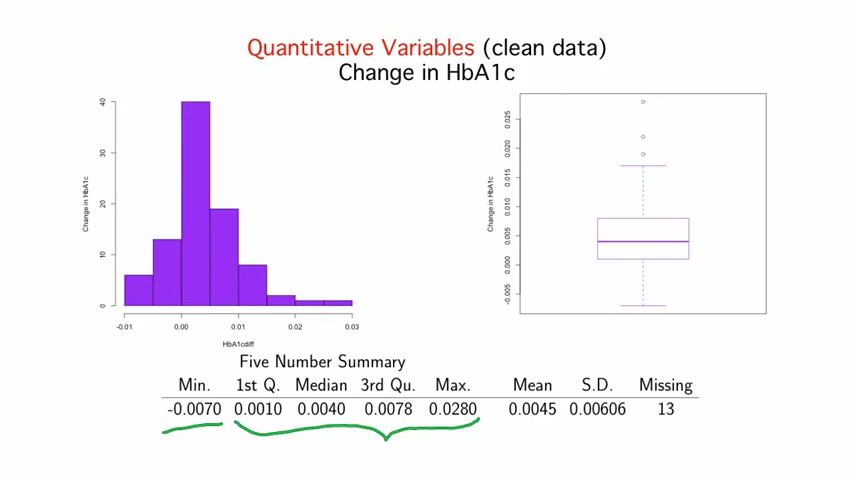 Quantitative Variables (clean data)
Change in HbA1c
Change in HbA1c
40
30
20
10
0
-0.01 0.00 0.01 0.02 0.03
HbA1cdiff
Change in HbA1c
0.025
0.020
0.015
0.010
0.005
0.000
-0.005
Five Number Summary
Min. 1st Q. Median 3rd Qu. Max. Mean S.D. Missing
-0.0070 0.0010 0.0040 0.0078 0.0280 0.0045 0.00606 13